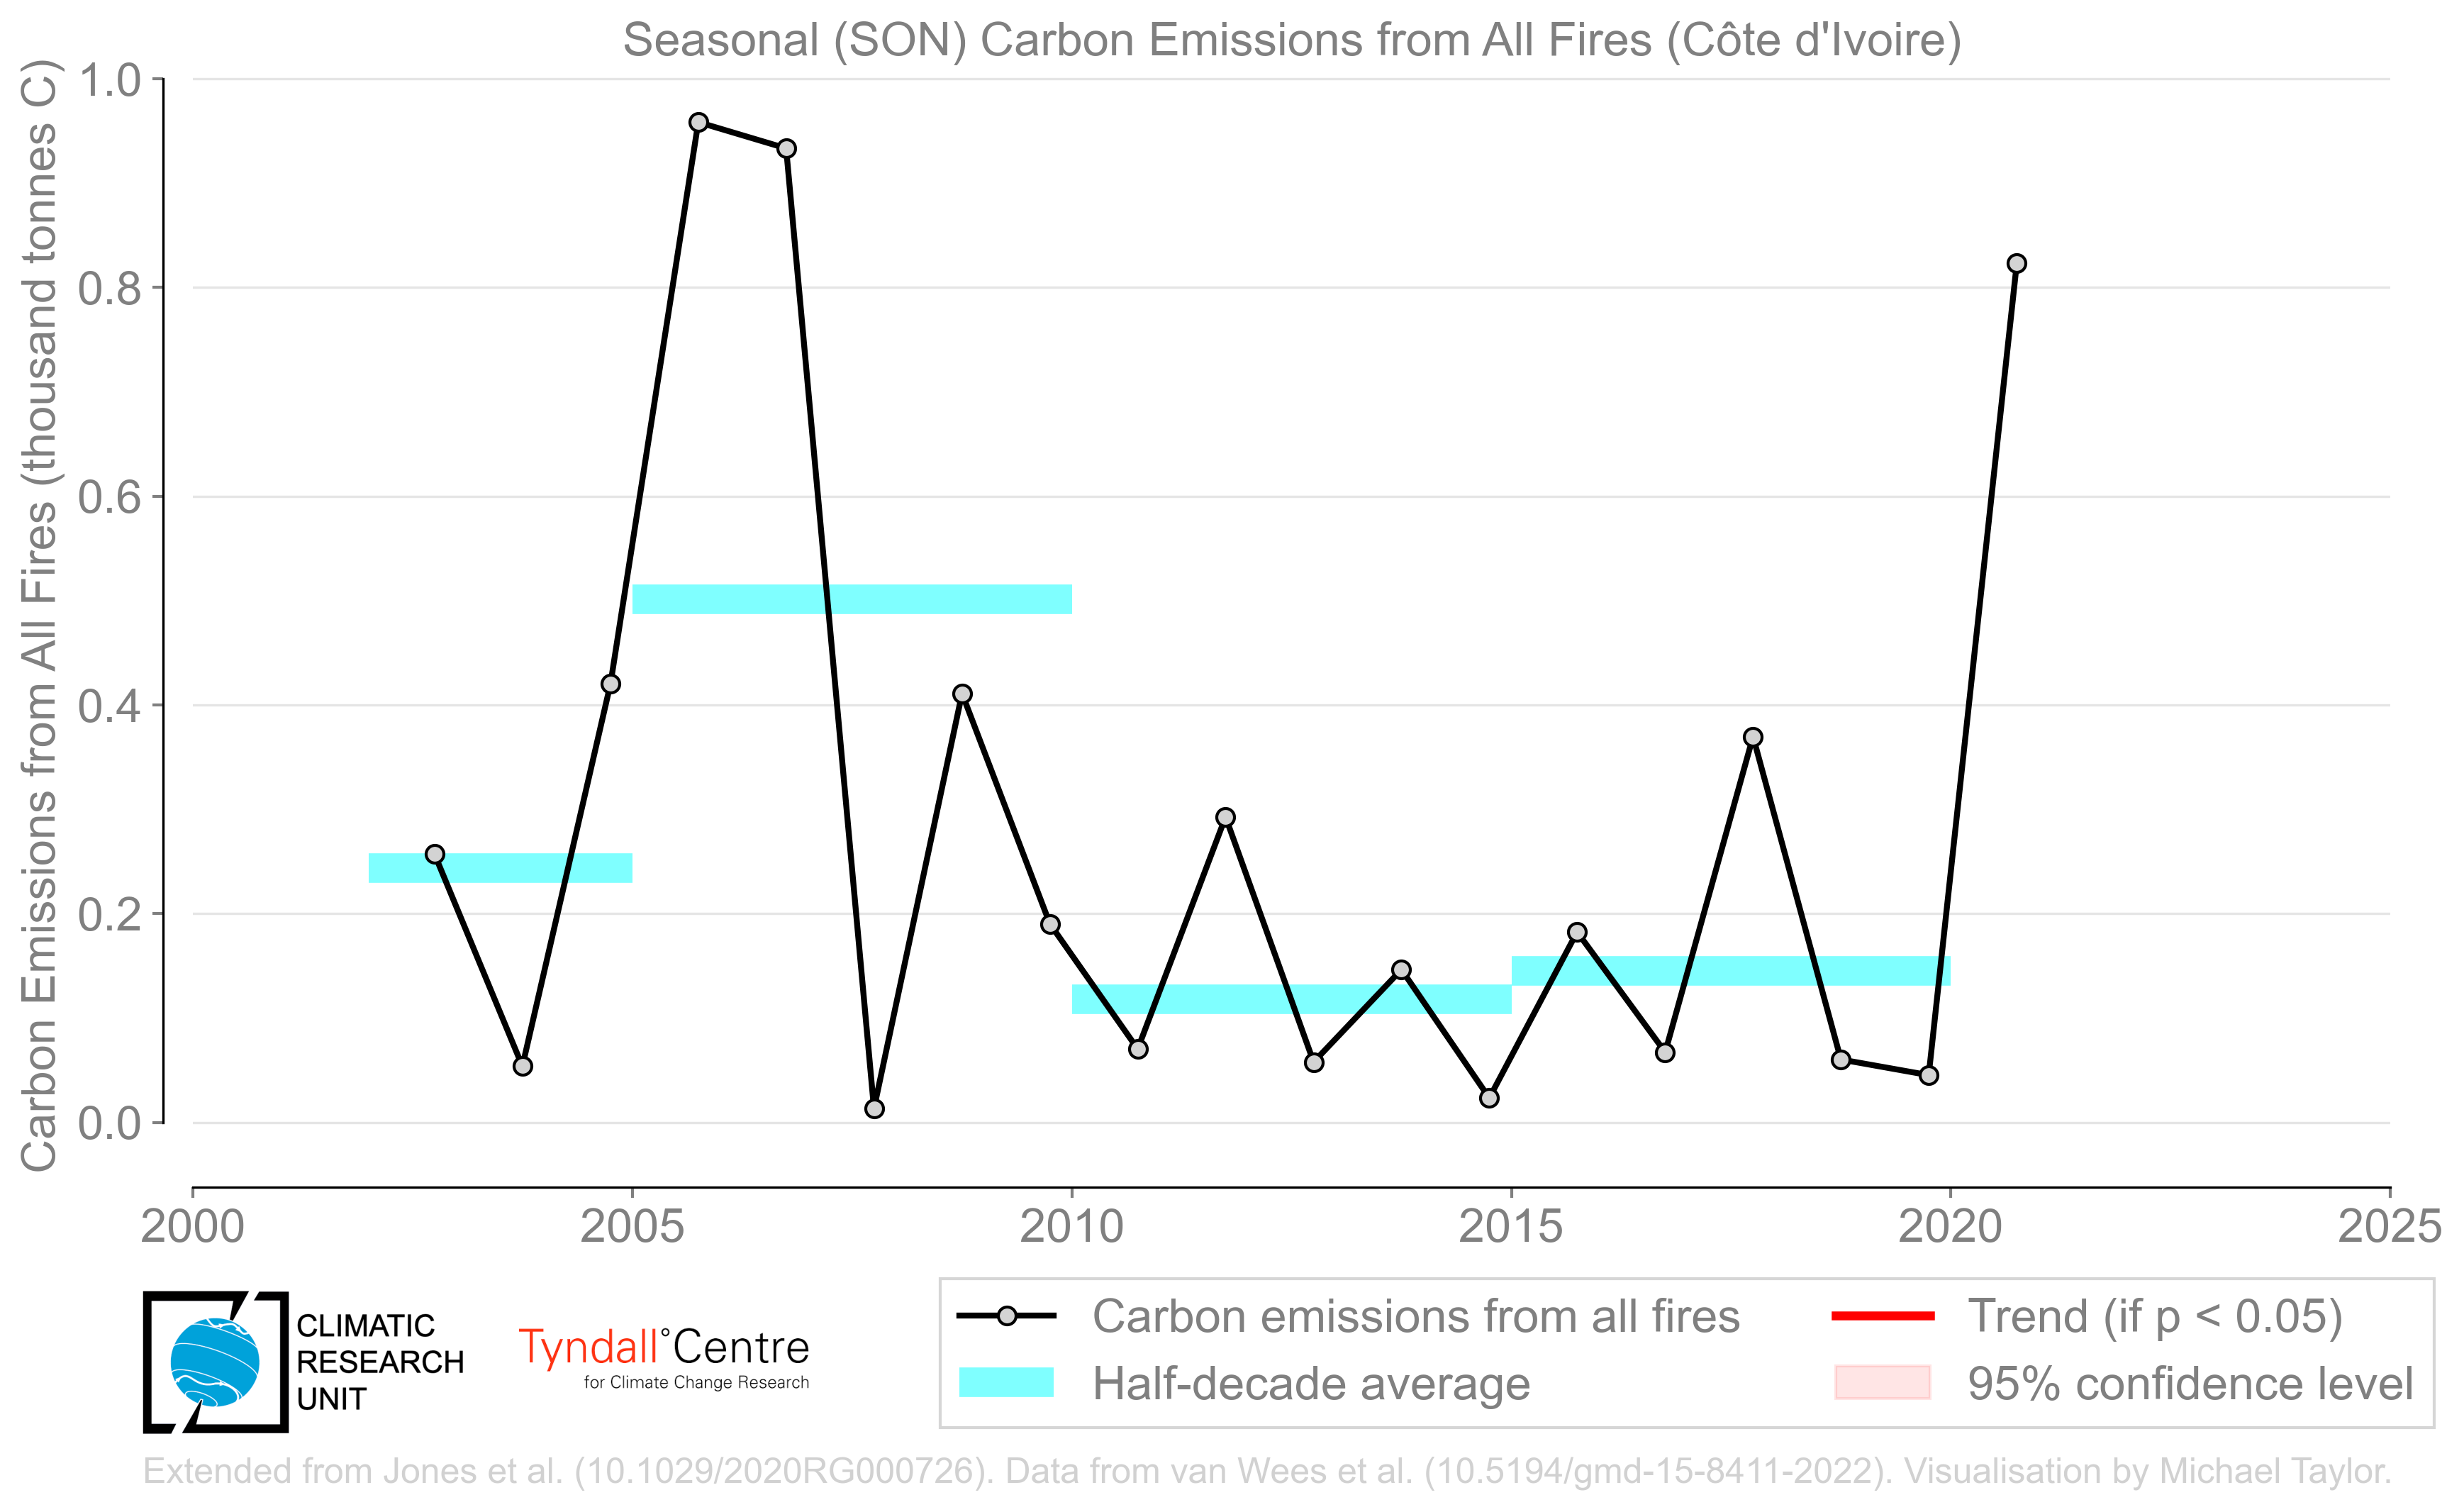 Seasonal (SON) Carbon Emissions from All Fires (Côte d'Ivoire)
Carbon Emissions from All Fires (thousand tonnes C)
1.0
0.8
0.6
0.4
0.2
0.0
2000
2005
2010
2015
2020
2025
CLIMATIC
RESEARCH
UNIT
Tyndall°Centre
for Climate Change Research
Carbon emissions from all fires
Half-decade average
Trend (if p < 0.05)
95% confidence level
Extended from Jones et al. (10.1029/2020RG000726). Data from van Wees et al. (10.5194/gmd-15-8411-2022). Visualisation by Michael Taylor.